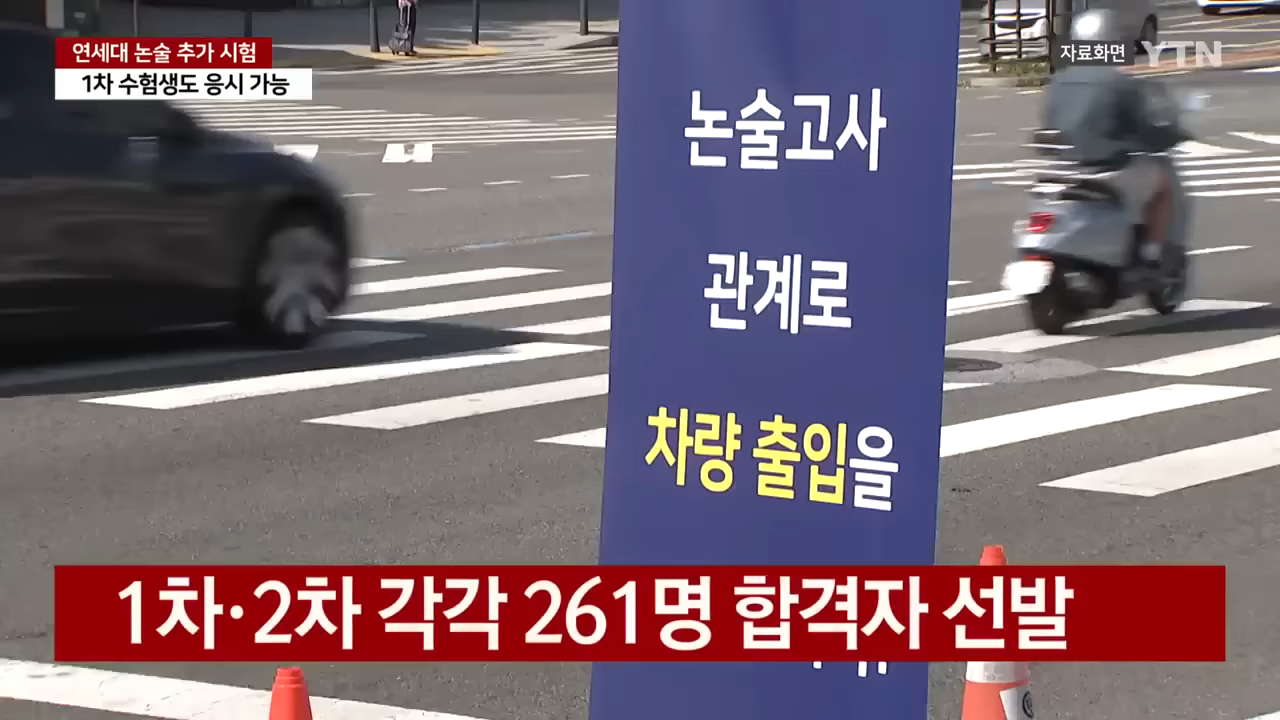 연세대 논술 추가 시험
1차 수험생도 응시 가능
자료화면 YTN
논술고사
관계로
차량 출입을
1차·2차 각각 261명 합격자 선발